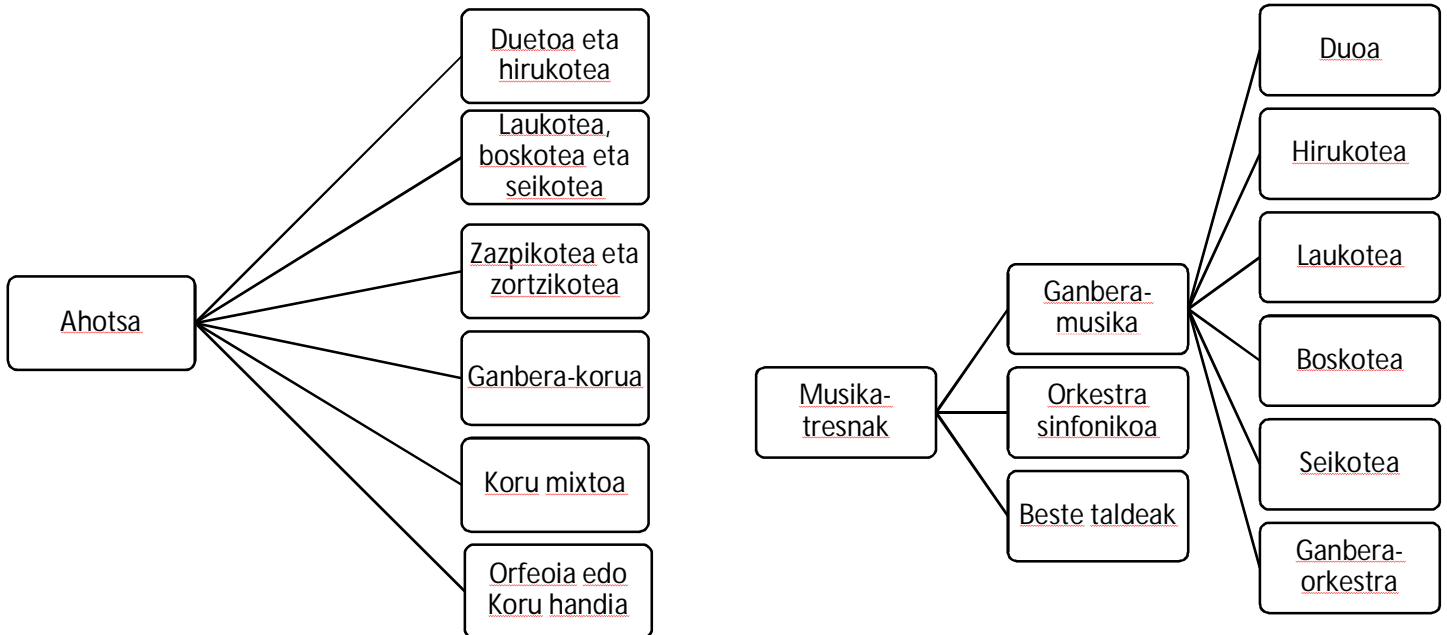 Ahotsa
Duetoa eta
hirukotea
Laukotea,
boskotea eta
seikotea
Zazpikotea eta
zortzikotea
Ganbera-korua
Koru mixtoa
Orfeoia edo
Koru handia
Musika-
tresnak
Ganbera-
musika
Orkestra
sinfonikoa
Beste taldeak
Duoa
Hirukotea
Laukotea
Boskotea
Seikotea
Ganbera-
orkestra